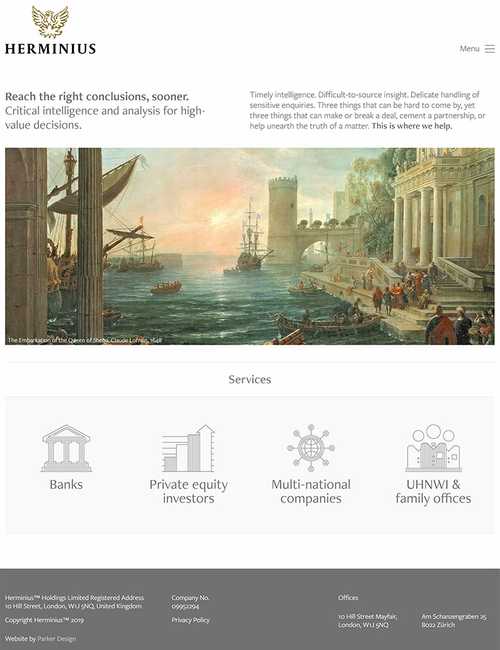 HERMINIUS
Menu
Reach the right conclusions, sooner.
Critical intelligence and analysis for high-
value decisions.
Timely intelligence. Difficult-to-source insight. Delicate handling of
sensitive enquiries. Three things that can be hard to come by, yet
three things that can make or break a deal, cement a partnership, or
help unearth the truth of a matter. This is where we help.
The Embarkation of the Queen of Sheba, Claude Lorrain, 1648
Services
Banks
Private equity
investors
Multi-national
companies
UHNWI &
family offices
Herminius™ Holdings Limited Registered Address
10 Hill Street, London, W1J 5NQ, United Kingdom
Copyright Herminius™ 2019
Website by Parker Design
Company No.
09952294
Privacy Policy
Offices
10 Hill Street Mayfair,
London, W1J 5NQ
Am Schanzengraben 25
8022 Zürich